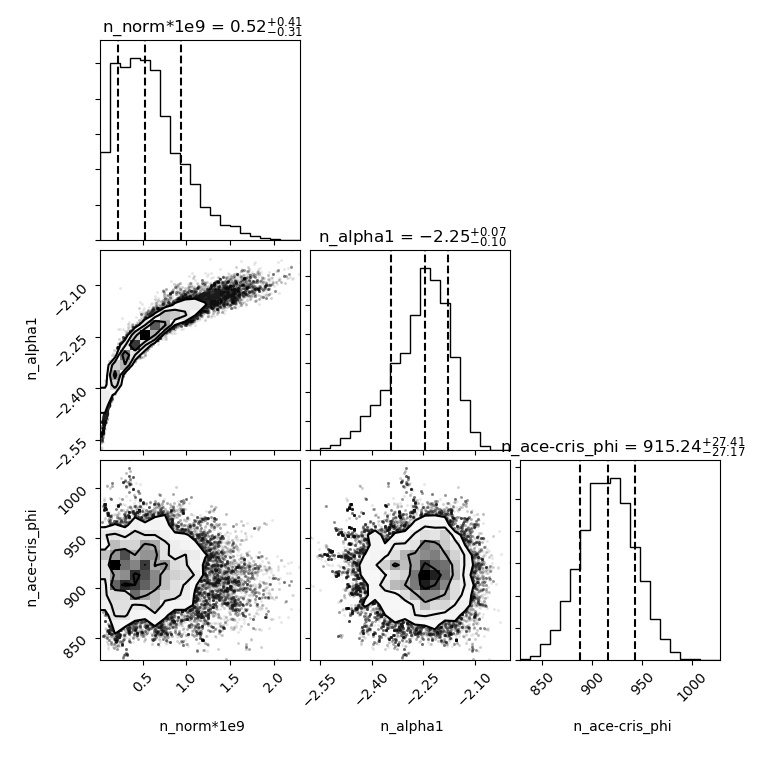 n_norm*1e9 = 0.52+0.41−0.31
n_alpha1 = −2.25+0.07−0.10
n_alpha1
−2.10
−2.25
−2.40
−2.55
n_ace-cris_phi = 915.24+27.41−27.17
n_ace-cris_phi
1000
950
900
850
0.5
1.0
1.5
2.0
−2.55
−2.40
−2.25
−2.10
850
900
950
1000
n_norm*1e9
n_alpha1
n_ace-cris_phi